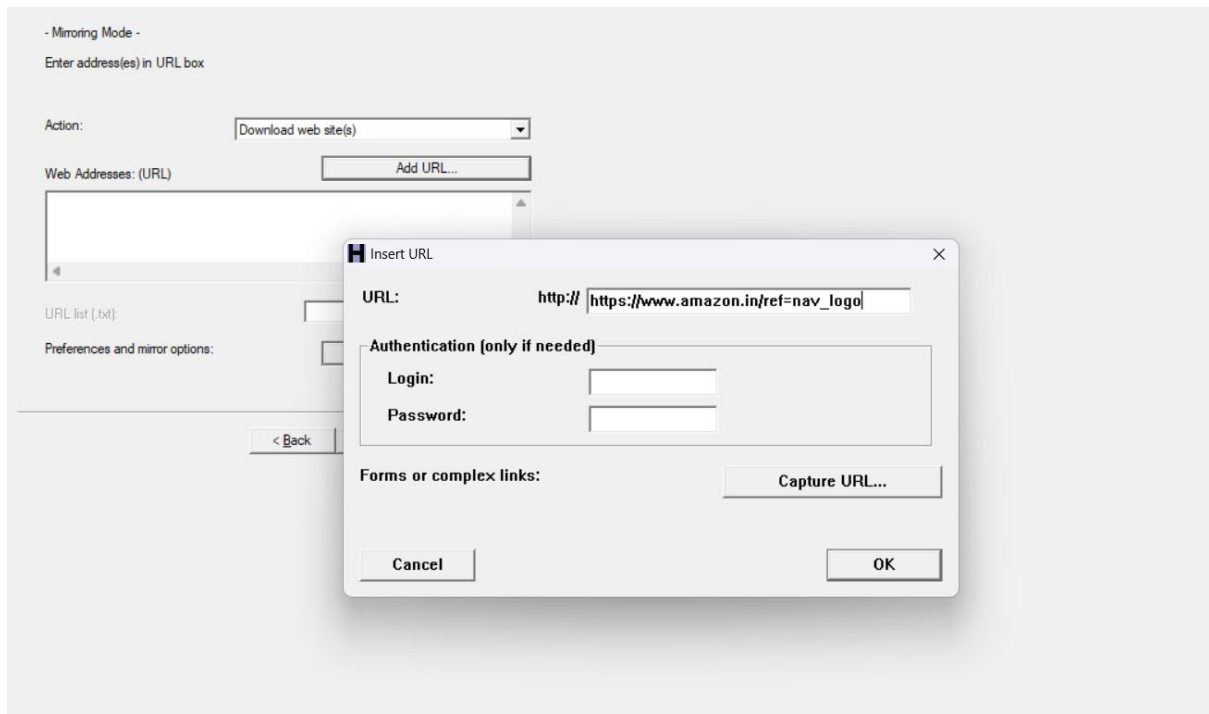 - Mirroring Mode -
Enter address(es) in URL box
Action:
Download web site(s)
Web Addresses: (URL)
Add URL...
H Insert URL
URL:
http://
https://www.amazon.in/ref=nav_logo
URL list (.txt):
Authentication (only if needed)
Preferences and mirror options:
Login:
Password:
< Back
Forms or complex links:
Capture URL...
Cancel
OK